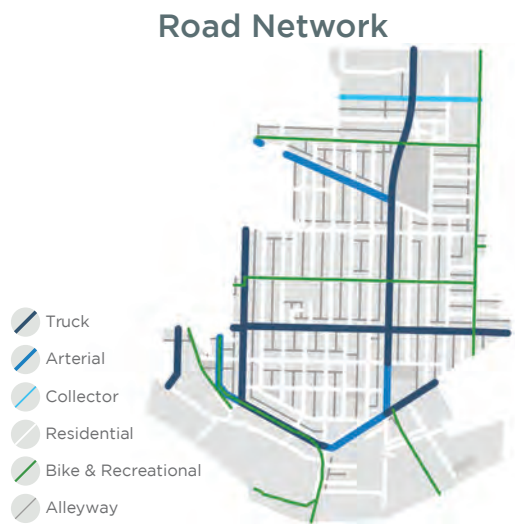 Road Network
Truck
Arterial
Collector
Residential
Bike & Recreational
Alleyway